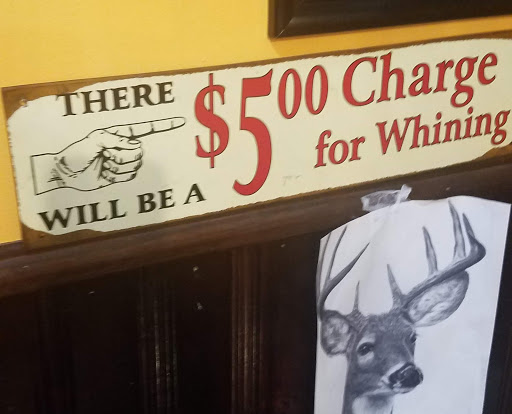 THERE
WILL BE A
$5.00 Charge
for Whining